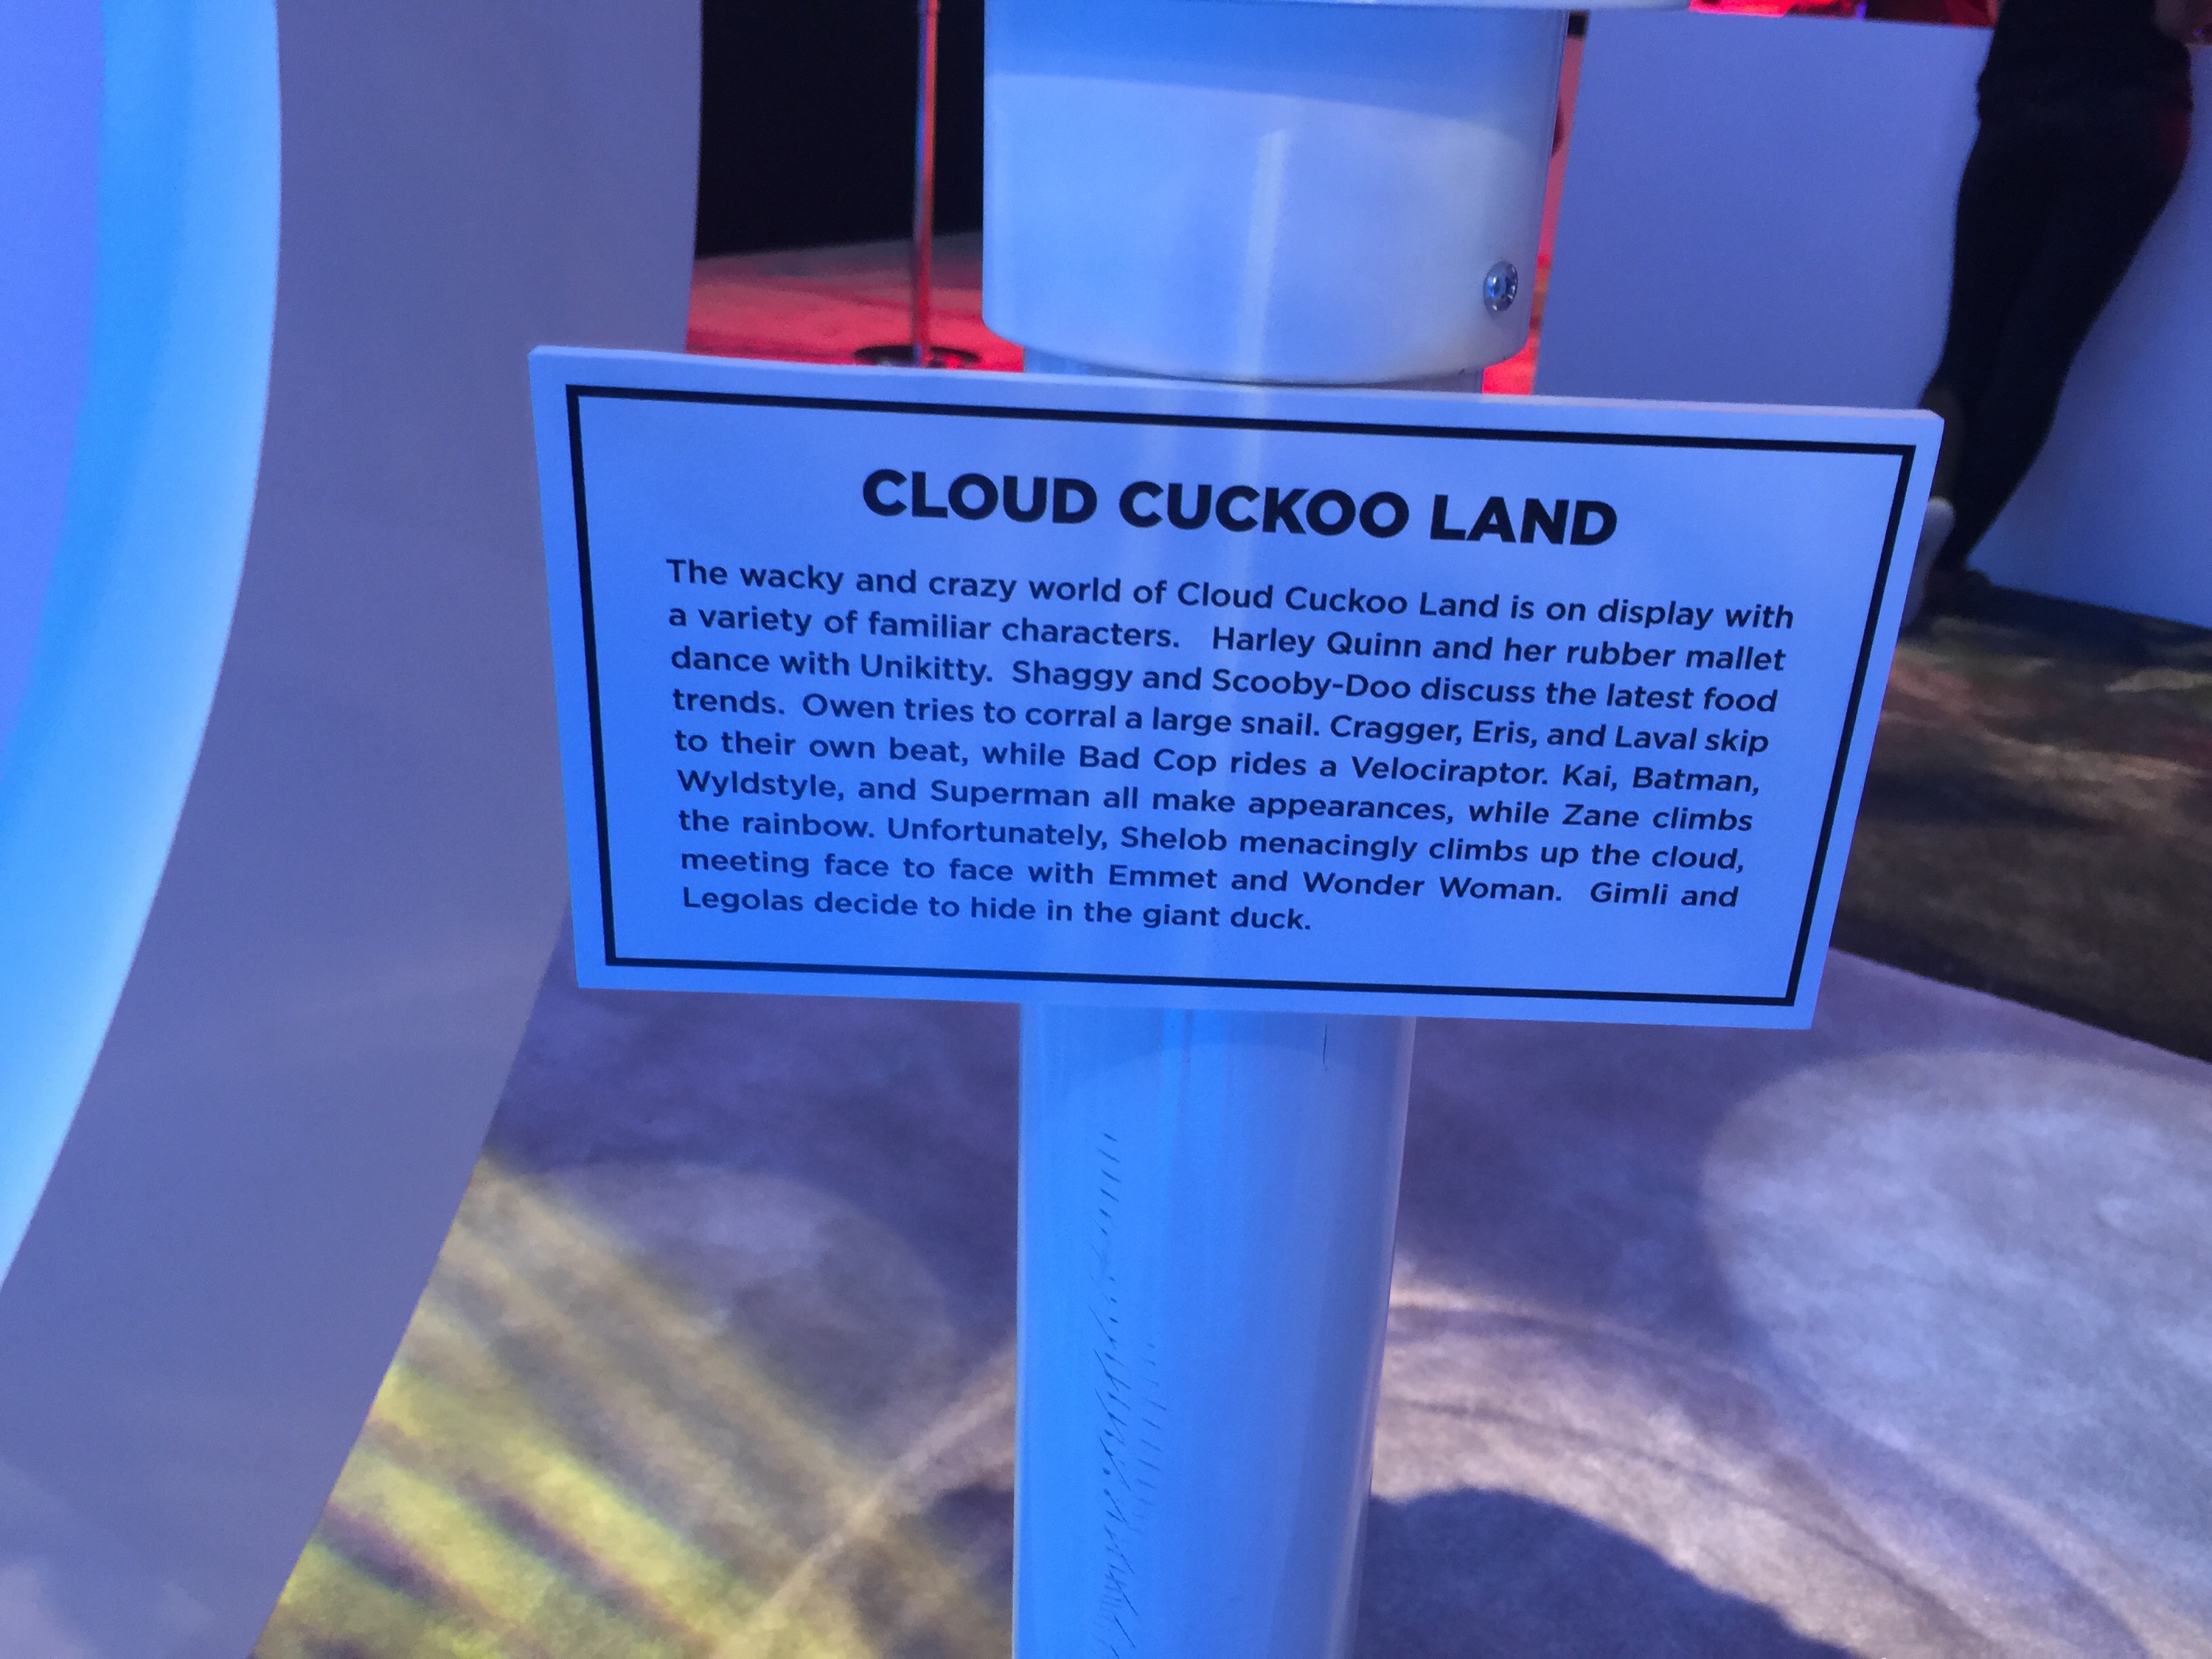 CLOUD CUCKOO LAND
The wacky and crazy world of Cloud Cuckoo Land is on display with
a variety of familiar characters. Harley Quinn and her rubber mallet
dance with Unikitty. Shaggy and Scooby-Doo discuss the latest food
trends. Owen tries to corral a large snail. Cragger, Eris, and Laval skip
to their own beat, while Bad Cop rides a Velociraptor. Kai, Batman,
Wyldstyle, and Superman all make appearances, while Zane climbs
the rainbow. Unfortunately, Shelob menacingly climbs up the cloud,
meeting face to face with Emmet and Wonder Woman. Gimli and
Legolas decide to hide in the giant duck.